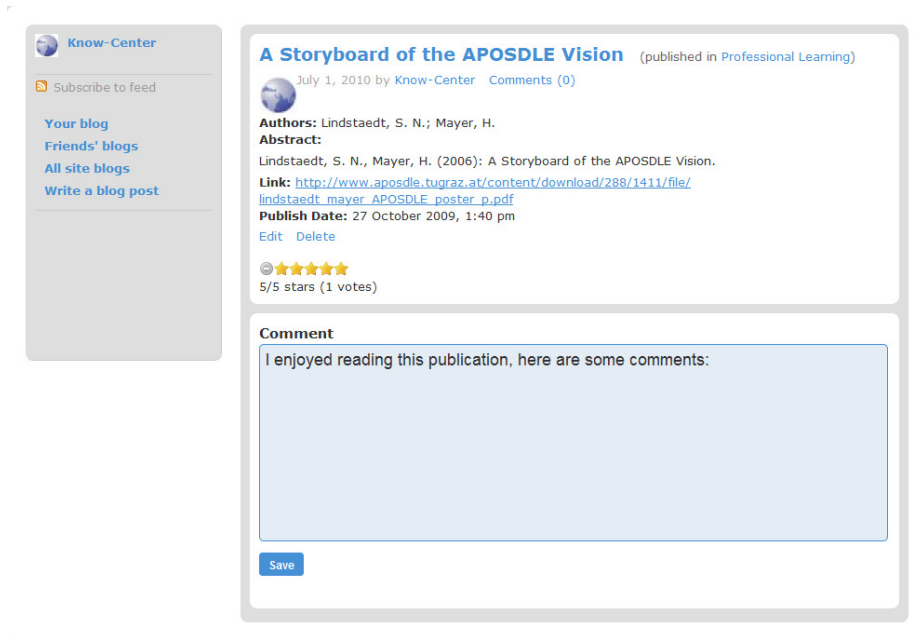 Know-Center
Subscribe to feed
Your blog
Friends' blogs
All site blogs
Write a blog post
A Storyboard of the APOSDLE Vision (published in Professional Learning)
July 1, 2010 by Know-Center Comments (0)
Authors: Lindstaedt, S. N.; Mayer, H.
Abstract:
Lindstaedt, S. N., Mayer, H. (2006): A Storyboard of the APOSDLE Vision.
Link: http://www.aposdle.tugraz.at/content/download/288/1411/file/
lindstaedt_mayer_APOSDLE_poster_p.pdf
Publish Date: 27 October 2009, 1:40 pm
Edit Delete
5/5 stars (1 votes)
Comment
I enjoyed reading this publication, here are some comments:
Save